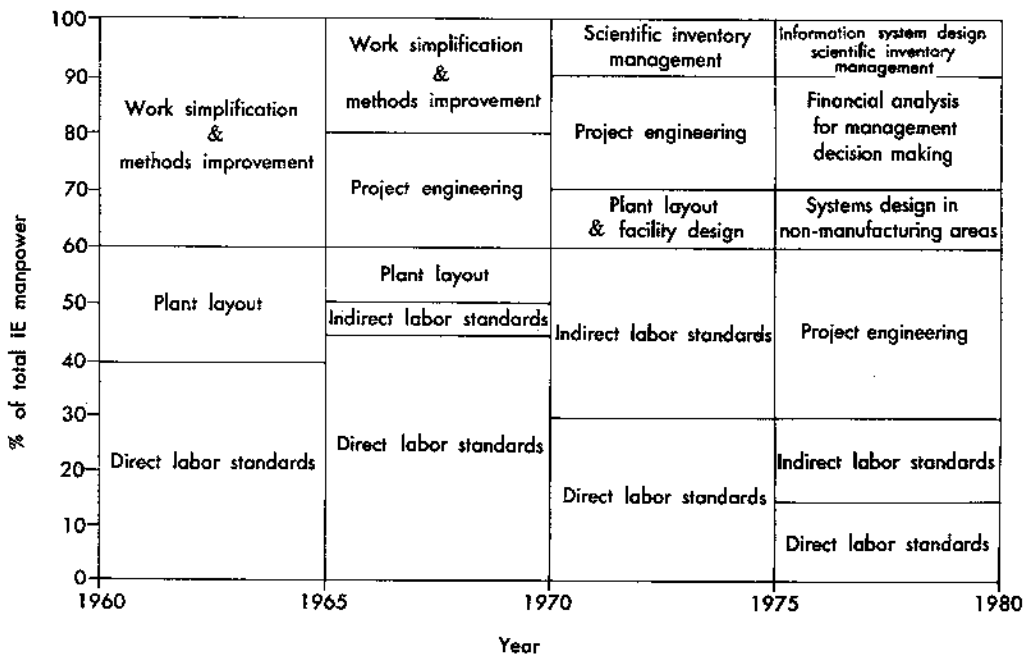 % of total IE manpower
100
90
80
70
60
50
40
30
20
10
0
Work simplification
&
methods improvement
Plant layout
Direct labor standards
Work simplification
&
methods improvement
Project engineering
Plant layout
Indirect labor standards
Direct labor standards
Scientific inventory
management
Project engineering
Plant layout
& facility design
Indirect labor standards
Direct labor standards
Information system design
scientific inventory
management
Financial analysis
for management
decision making
Systems design in
non-manufacturing areas
Project engineering
Indirect labor standards
Direct labor standards
1960
1965
1970
1975
1980
Year